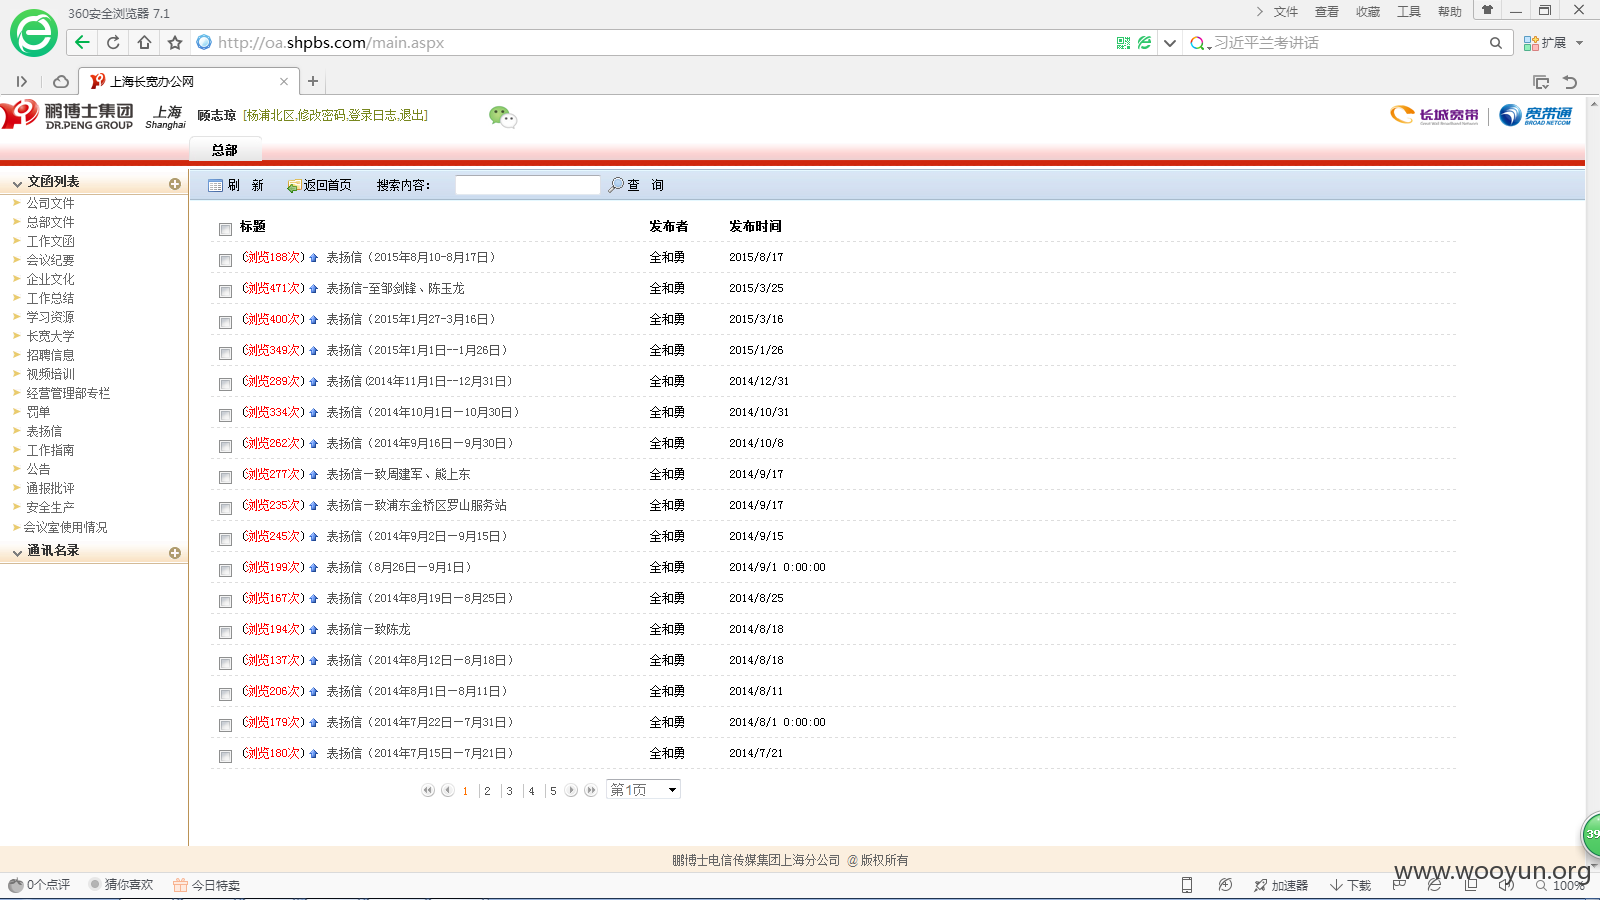 360安全浏览器 7.1
文件 查看 收藏 工具 帮助
http://oa.shpbs.com/main.aspx
习近平兰考讲话
扩展
上海长宽办公网
鹏博士集团 DR.PENG GROUP
上海 Shanghai
顾志琼 [杨浦北区,修改密码,登录日志,退出]
长城宽带
宽带通 BROAD NETCOM
总部
文函列表
公司文件
总部文件
工作文函
会议纪要
企业文化
工作总结
学习资源
长宽大学
招聘信息
视频培训
经营管理部专栏
罚单
表扬信
工作指南
公告
通报批评
安全生产
会议室使用情况
通讯名录
刷 新 返回首页 搜索内容: 查 询
标题 发布者 发布时间
(浏览188次) 表扬信（2015年8月10-8月17日） 全和勇 2015/8/17
(浏览471次) 表扬信-至邹剑锋、陈玉龙 全和勇 2015/3/25
(浏览400次) 表扬信（2015年1月27-3月16日） 全和勇 2015/3/16
(浏览349次) 表扬信（2015年1月1日--1月26日） 全和勇 2015/1/26
(浏览289次) 表扬信(2014年11月1日--12月31日） 全和勇 2014/12/31
(浏览334次) 表扬信（2014年10月1日—10月30日） 全和勇 2014/10/31
(浏览262次) 表扬信（2014年9月16日—9月30日） 全和勇 2014/10/8
(浏览277次) 表扬信—致周建军、熊上东 全和勇 2014/9/17
(浏览235次) 表扬信—致浦东金桥区罗山服务站 全和勇 2014/9/17
(浏览245次) 表扬信（2014年9月2日—9月15日） 全和勇 2014/9/15
(浏览199次) 表扬信（8月26日—9月1日） 全和勇 2014/9/1 0:00:00
(浏览167次) 表扬信（2014年8月19日—8月25日） 全和勇 2014/8/25
(浏览194次) 表扬信—致陈龙 全和勇 2014/8/18
(浏览137次) 表扬信（2014年8月12日—8月18日） 全和勇 2014/8/18
(浏览206次) 表扬信（2014年8月1日—8月11日） 全和勇 2014/8/11
(浏览179次) 表扬信（2014年7月22日—7月31日） 全和勇 2014/8/1 0:00:00
(浏览180次) 表扬信（2014年7月15日—7月21日） 全和勇 2014/7/21
1 2 3 4 5 第1页
39
鹏博士电信传媒集团上海分公司 @ 版权所有
www.wooyun.org
0个点评 猜你喜欢 今日特卖 加速器 下载 100%